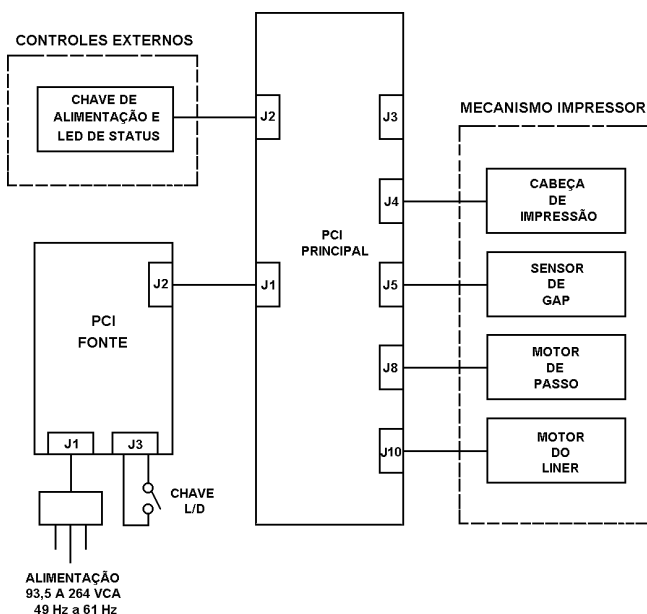 CONTROLES EXTERNOS
CHAVE DE
ALIMENTAÇÃO E
LED DE STATUS
J2
J3
MECANISMO IMPRESSOR
J4
CABEÇA
DE
IMPRESSÃO
PCI
PRINCIPAL
J2
J1
J5
SENSOR
DE
GAP
PCI
FONTE
J8
MOTOR
DE
PASSO
J1
J3
J10
MOTOR
DO
LINER
CHAVE
L/D
ALIMENTAÇÃO
93,5 A 264 VCA
49 Hz a 61 Hz